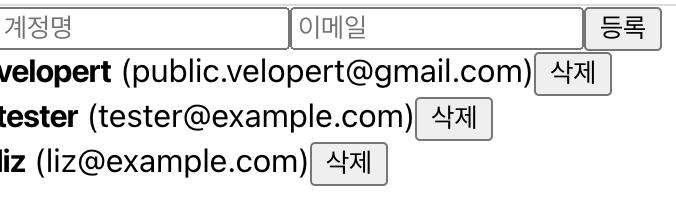 계정명 이메일 등록
velopert (public.velopert@gmail.com) 삭제
tester (tester@example.com) 삭제
liz (liz@example.com) 삭제